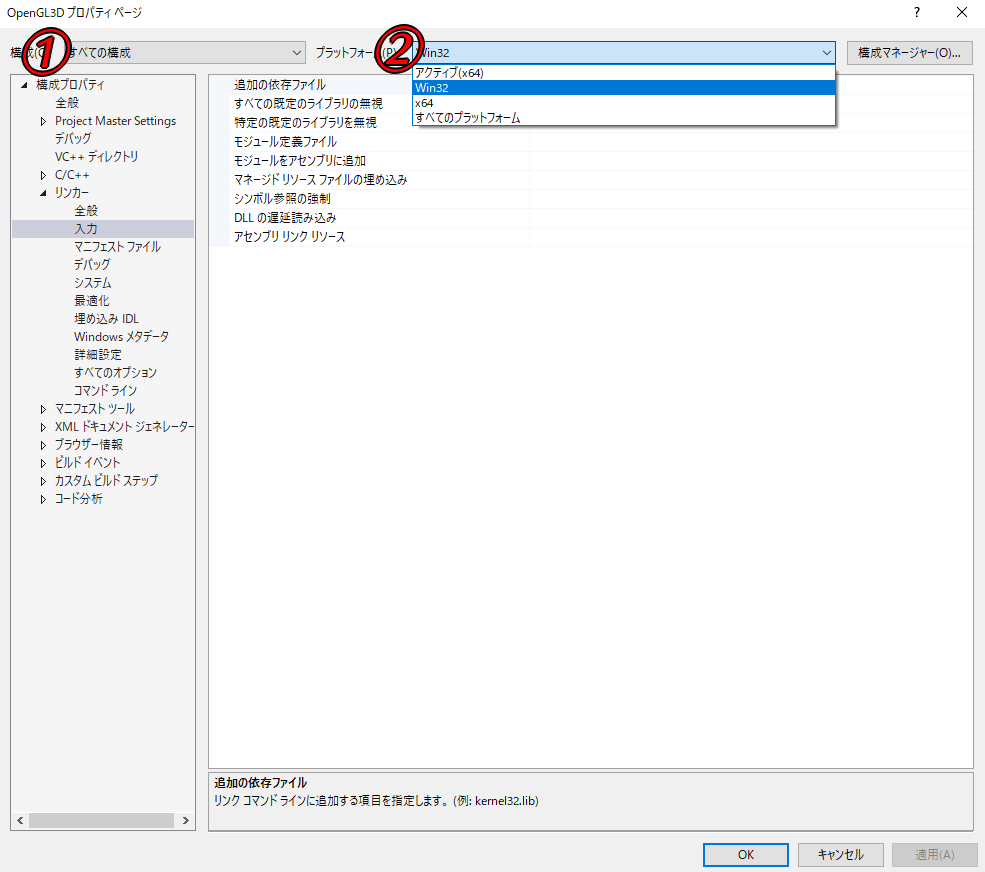 OpenGL3D プロパティ ページ
?
構成(C
①
すべての構成
プラットフォーム(P)
②
Win32
構成マネージャー(O)...
アクティブ(x64)
Win32
x64
すべてのプラットフォーム
構成プロパティ
全般
Project Master Settings
デバッグ
VC++ ディレクトリ
C/C++
リンカー
全般
入力
マニフェスト ファイル
デバッグ
システム
最適化
埋め込み IDL
Windows メタデータ
詳細設定
すべてのオプション
コマンド ライン
マニフェスト ツール
XML ドキュメント ジェネレーター
ブラウザー情報
ビルド イベント
カスタム ビルド ステップ
コード分析
追加の依存ファイル
すべての既定のライブラリの無視
特定の既定のライブラリを無視
モジュール定義ファイル
モジュールをアセンブリに追加
マネージド リソース ファイルの埋め込み
シンボル参照の強制
DLL の遅延読み込み
アセンブリ リンク リソース
追加の依存ファイル
リンク コマンド ラインに追加する項目を指定します。(例: kernel32.lib)
OK
キャンセル
適用(A)